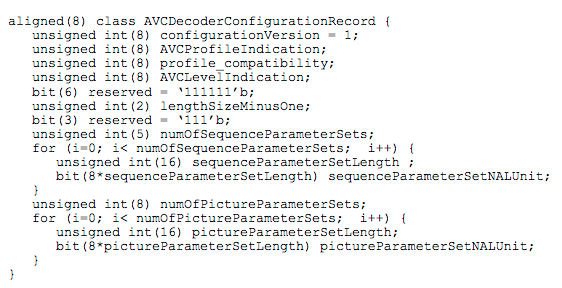 aligned(8) class AVCDecoderConfigurationRecord {
unsigned int(8) configurationVersion = 1;
unsigned int(8) AVCProfileIndication;
unsigned int(8) profile_compatibility;
unsigned int(8) AVCLevelIndication;
bit(6) reserved = ‘111111’b;
unsigned int(2) lengthSizeMinusOne;
bit(3) reserved = ‘111’b;
unsigned int(5) numOfSequenceParameterSets;
for (i=0; i< numOfSequenceParameterSets; i++) {
unsigned int(16) sequenceParameterSetLength ;
bit(8*sequenceParameterSetLength) sequenceParameterSetNALUnit;
}
unsigned int(8) numOfPictureParameterSets;
for (i=0; i< numOfPictureParameterSets; i++) {
unsigned int(16) pictureParameterSetLength;
bit(8*pictureParameterSetLength) pictureParameterSetNALUnit;
}
}